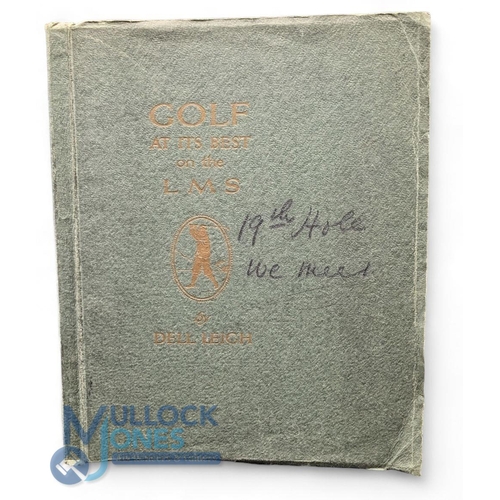 GOLF
AT ITS BEST
on the
L M S
19th Hole
We meet
By
DELL LEIGH
MULLOCK
JONES